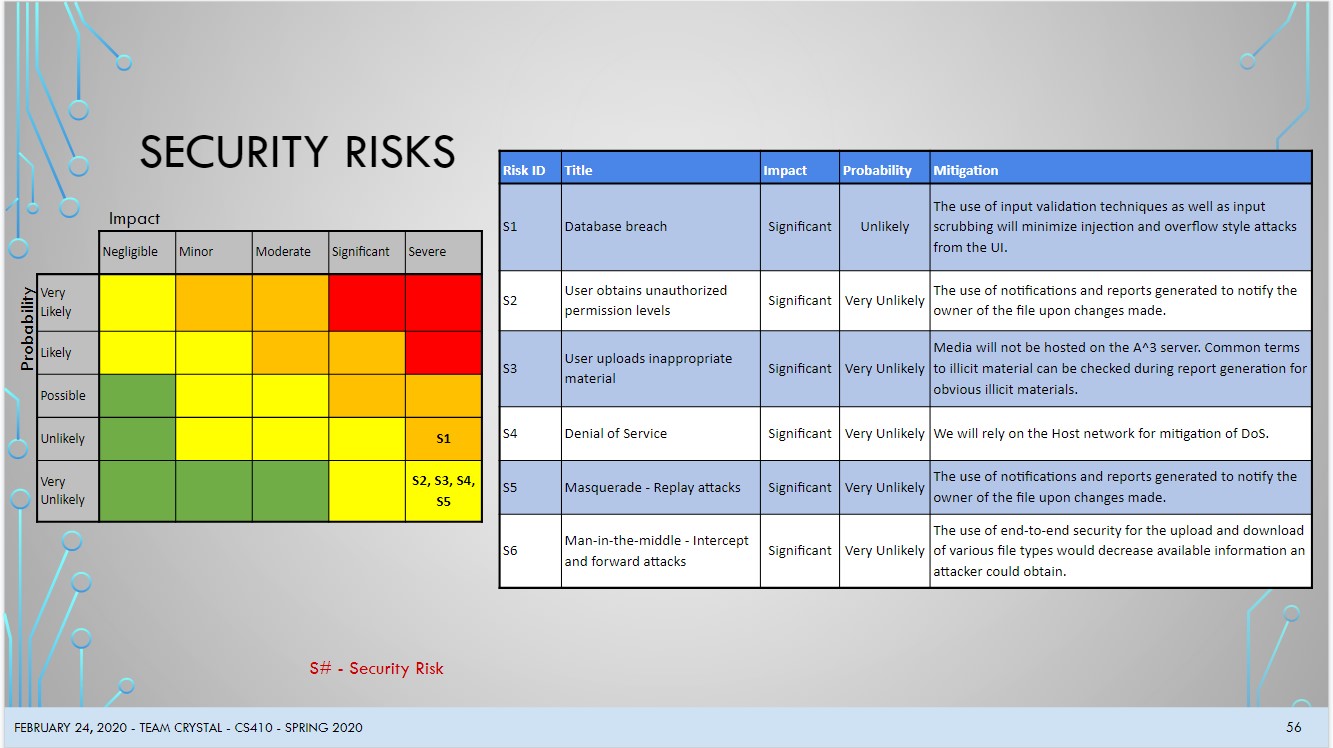 SECURITY RISKS
Impact
Negligible Minor Moderate Significant Severe
Probability
Very
Likely
Likely
Possible
Unlikely S1
Very
Unlikely
S2, S3, S4,
S5
Risk ID Title Impact Probability Mitigation
S1 Database breach Significant Unlikely
The use of input validation techniques as well as input
scrubbing will minimize injection and overflow style attacks
from the UI.
S2
User obtains unauthorized
permission levels
Significant Very Unlikely
The use of notifications and reports generated to notify the
owner of the file upon changes made.
S3
User uploads inappropriate
material
Significant Very Unlikely
Media will not be hosted on the A^3 server. Common terms
to illicit material can be checked during report generation for
obvious illicit materials.
S4 Denial of Service Significant Very Unlikely We will rely on the Host network for mitigation of DoS.
S5 Masquerade - Replay attacks Significant Very Unlikely
The use of notifications and reports generated to notify the
owner of the file upon changes made.
S6
Man-in-the-middle - Intercept
and forward attacks
Significant Very Unlikely
The use of end-to-end security for the upload and download
of various file types would decrease available information an
attacker could obtain.
S# - Security Risk
FEBRUARY 24, 2020 - TEAM CRYSTAL - CS410 - SPRING 2020
56